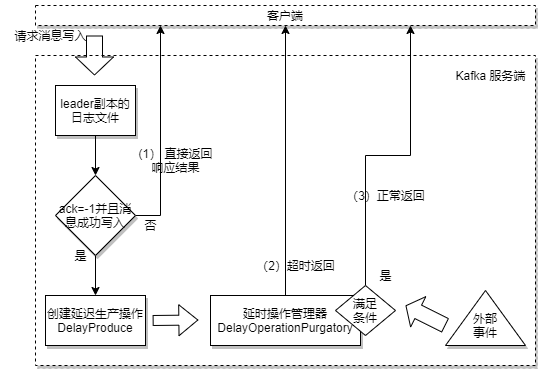 客户端
请求消息写入
Kafka 服务端
leader副本的
日志文件
（1）直接返回
响应结果
ack=-1并且消
息成功写入
否
（3）正常返回
是
（2）超时返回
是
创建延迟生产操作
DelayProduce
延时操作管理器
DelayOperationPurgatory
满足
条件
外部
事件